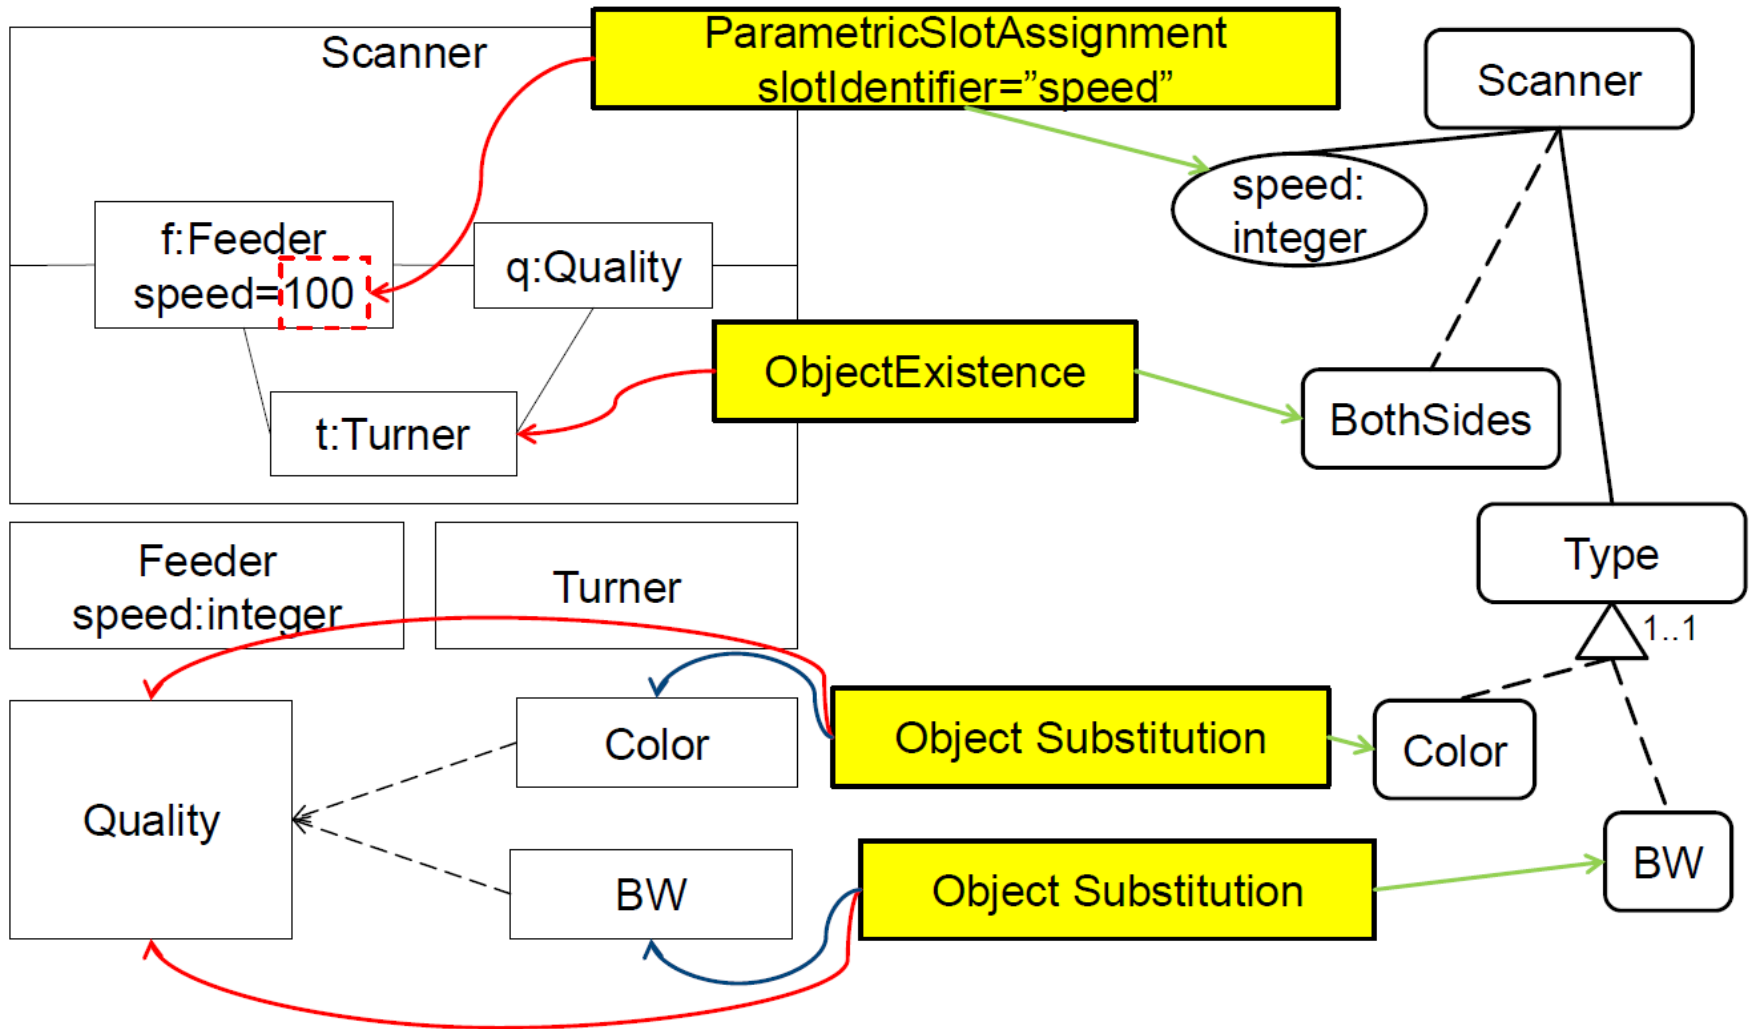 Scanner
ParametricSlotAssignment
slotIdentifier=”speed”
Scanner
speed:
integer
f:Feeder
speed=100
q:Quality
ObjectExistence
BothSides
t:Turner
Type
1..1
Feeder
speed:integer
Turner
Color
Object Substitution
Color
Quality
BW
Object Substitution
BW